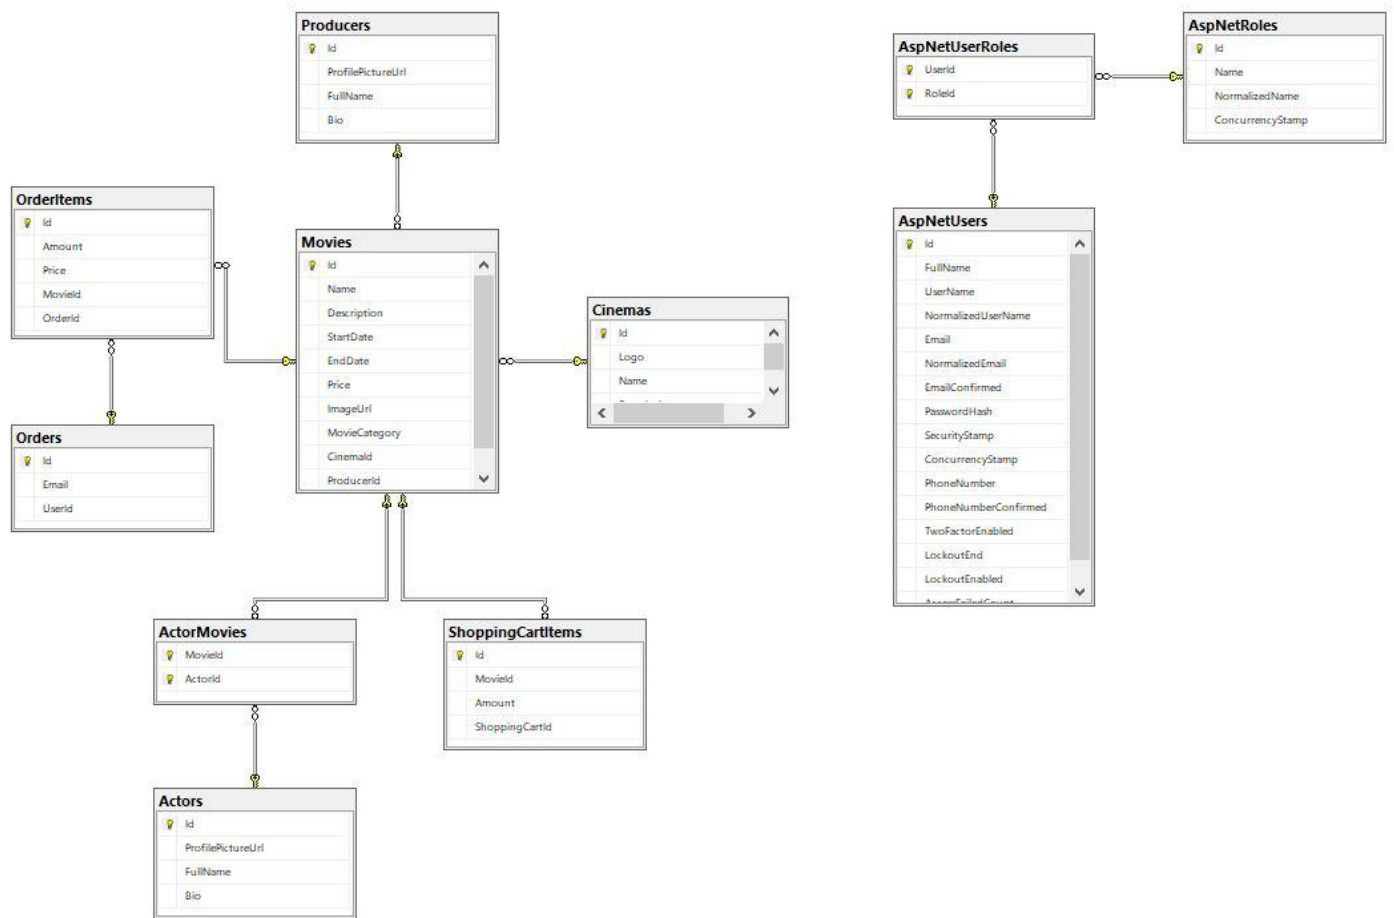 Producers
Id
ProfilePictureUrl
FullName
Bio
AspNetUserRoles
UserId
RoleId
AspNetRoles
Id
Name
NormalizedName
ConcurrencyStamp
OrderItems
Id
Amount
Price
MovieId
OrderId
Movies
Id
Name
Description
StartDate
EndDate
Price
ImageUrl
MovieCategory
CinemaId
ProducerId
Cinemas
Id
Logo
Name
AspNetUsers
Id
FullName
UserName
NormalizedUserName
Email
NormalizedEmail
EmailConfirmed
PasswordHash
SecurityStamp
ConcurrencyStamp
PhoneNumber
PhoneNumberConfirmed
TwoFactorEnabled
LockoutEnd
LockoutEnabled
AccessFailedCount
Orders
Id
Email
UserId
ActorMovies
MovieId
ActorId
ShoppingCartItems
Id
MovieId
Amount
ShoppingCartId
Actors
Id
ProfilePictureUrl
FullName
Bio